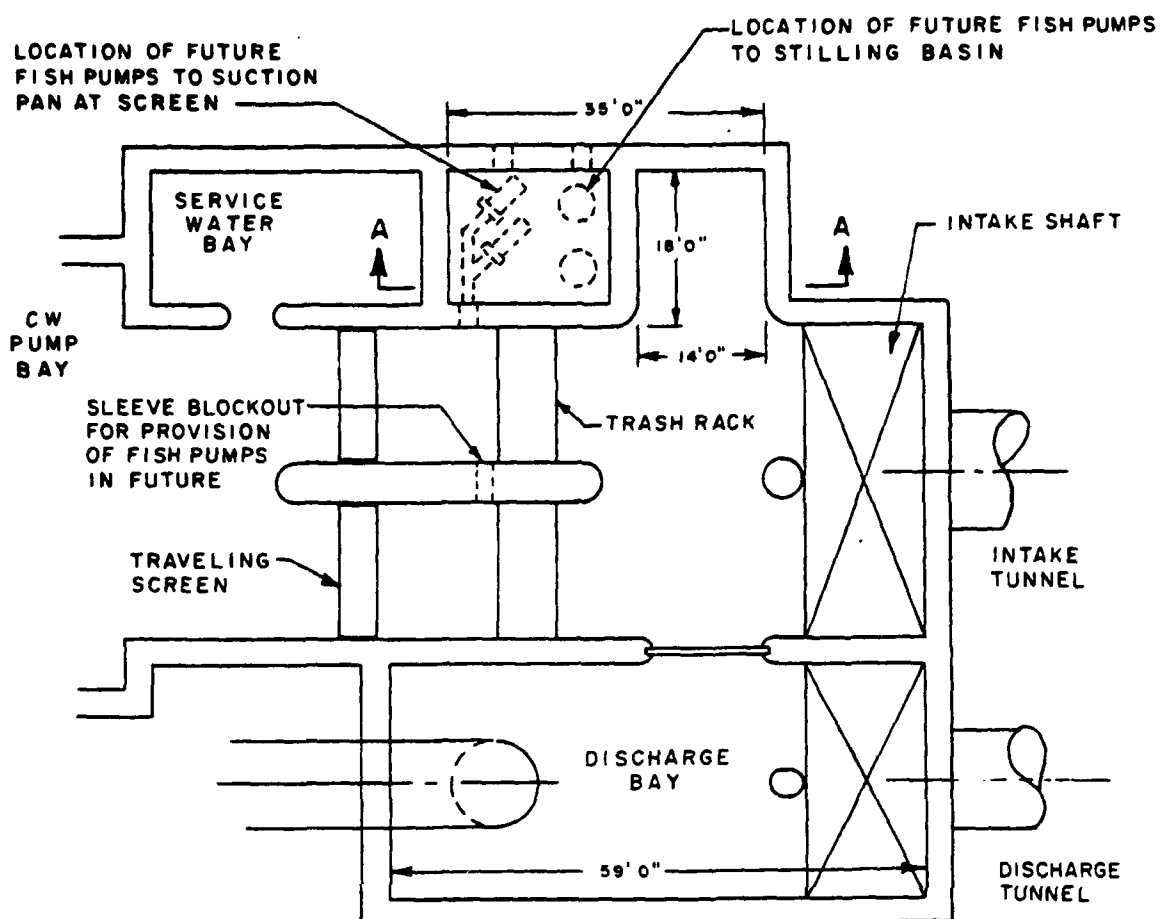 LOCATION OF FUTURE
FISH PUMPS TO SUCTION
PAN AT SCREEN
LOCATION OF FUTURE FISH PUMPS
TO STILLING BASIN
35'0"
SERVICE
WATER
BAY
A
18'0"
A
INTAKE SHAFT
CW
PUMP
BAY
14'0"
SLEEVE BLOCKOUT
FOR PROVISION
OF FISH PUMPS
IN FUTURE
TRASH RACK
TRAVELING
SCREEN
INTAKE
TUNNEL
DISCHARGE
BAY
59'0"
DISCHARGE
TUNNEL